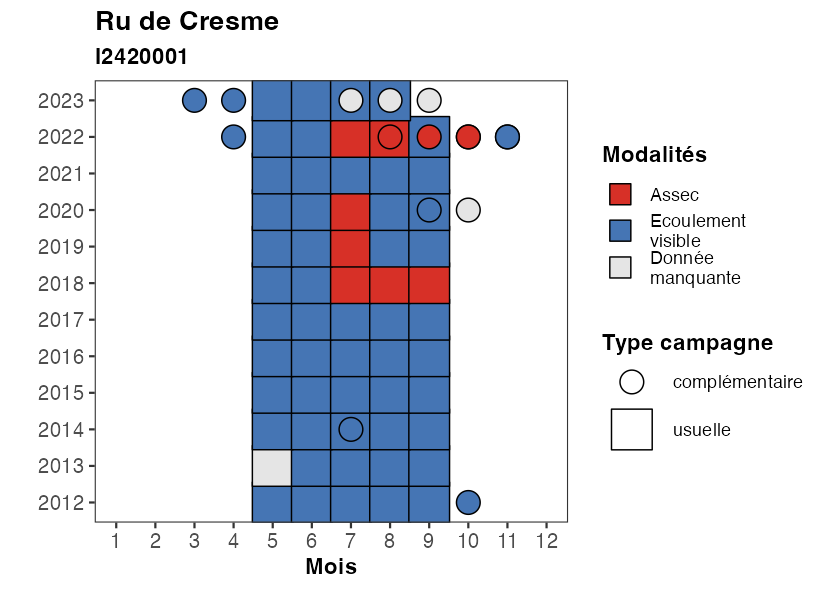 Ru de Cresme
I2420001
2023
2022
2021
2020
2019
2018
2017
2016
2015
2014
2013
2012
1 2 3 4 5 6 7 8 9 10 11 12
Mois
Modalités
Assec
Ecoulement
visible
Donnée
manquante
Type campagne
complémentaire
usuelle